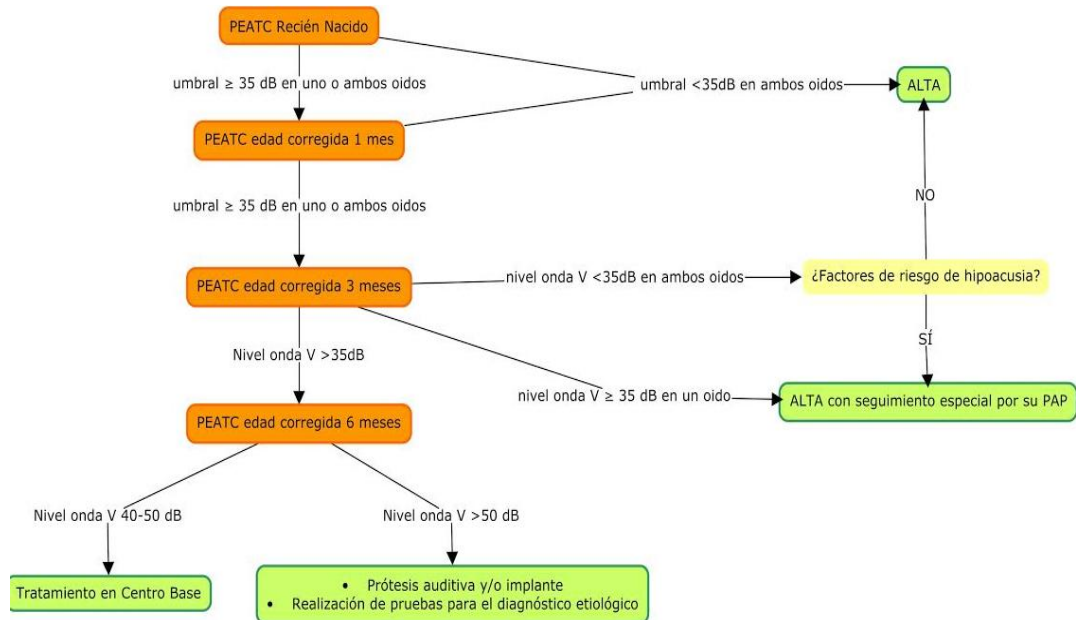 PEATC Recién Nacido
umbral ≥ 35 dB en uno o ambos oidos
umbral <35dB en ambos oidos
ALTA
PEATC edad corregida 1 mes
umbral ≥ 35 dB en uno o ambos oidos
NO
PEATC edad corregida 3 meses
nivel onda V <35dB en ambos oidos
¿Factores de riesgo de hipoacusia?
Nivel onda V >35dB
SÍ
nivel onda V ≥ 35 dB en un oido
ALTA con seguimiento especial por su PAP
PEATC edad corregida 6 meses
Nivel onda V 40-50 dB
Nivel onda V >50 dB
Tratamiento en Centro Base
• Prótesis auditiva y/o implante
• Realización de pruebas para el diagnóstico etiológico